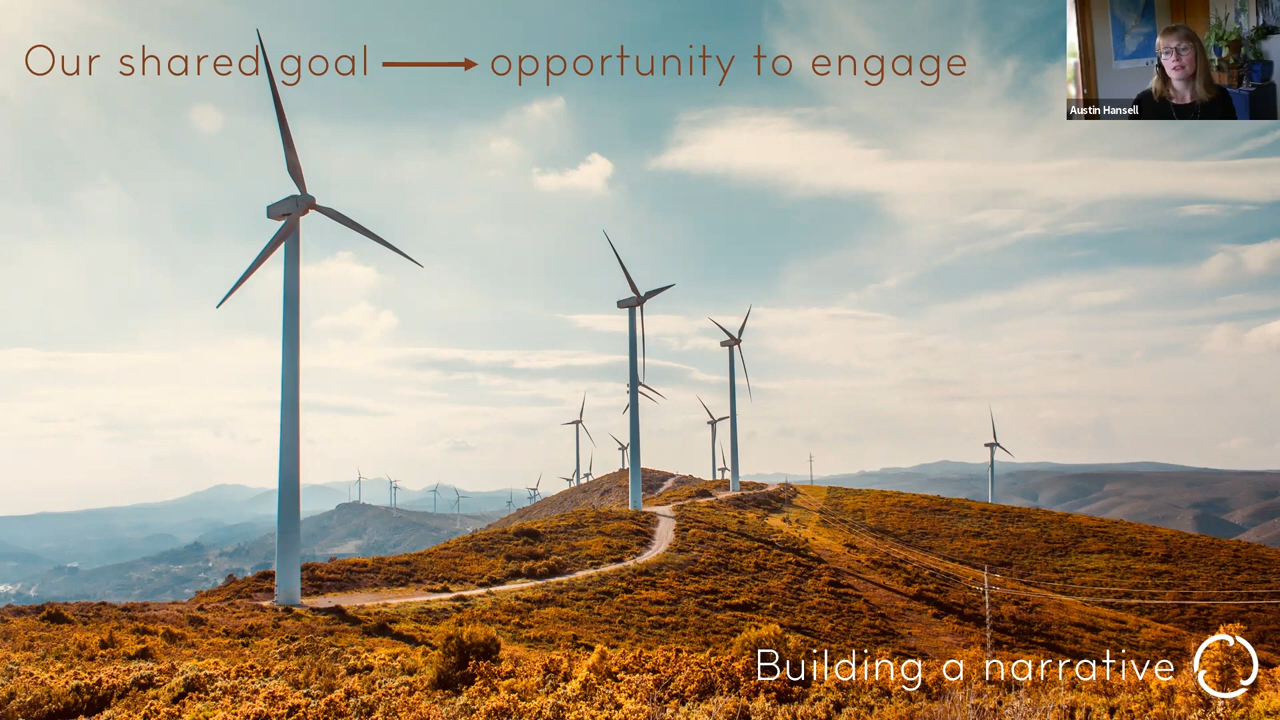 Our shared goal → opportunity to engage
Austin Hansell
Building a narrative